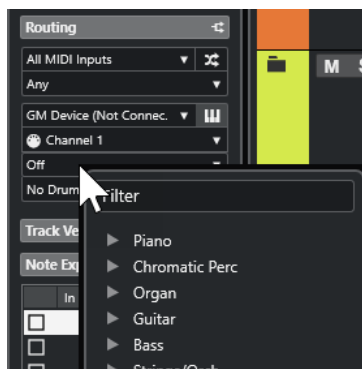 Routing
All MIDI Inputs
Any
GM Device (Not Connec.
Channel 1
Off
No Drum
Filter
Track Ve
Piano
Chromatic Perc
Note Exp
Organ
In
Guitar
Bass
M